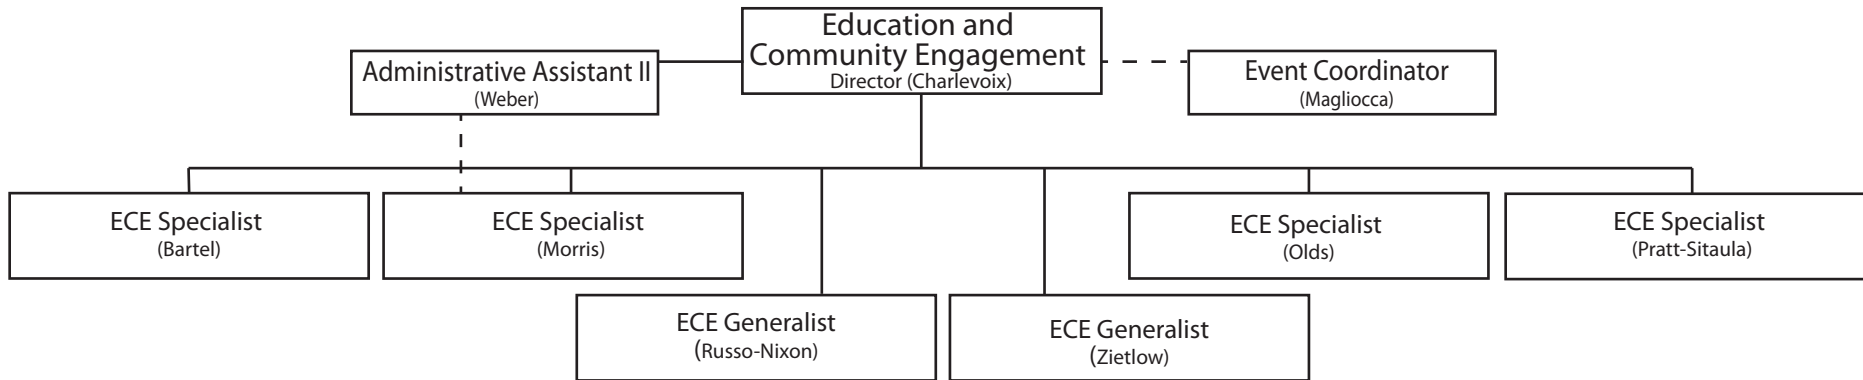 Education and
Community Engagement
Director (Charlevoix)
Administrative Assistant II
(Weber)
Event Coordinator
(Magliocca)
ECE Specialist
(Bartel)
ECE Specialist
(Morris)
ECE Specialist
(Olds)
ECE Specialist
(Pratt-Sitaula)
ECE Generalist
(Russo-Nixon)
ECE Generalist
(Zietlow)